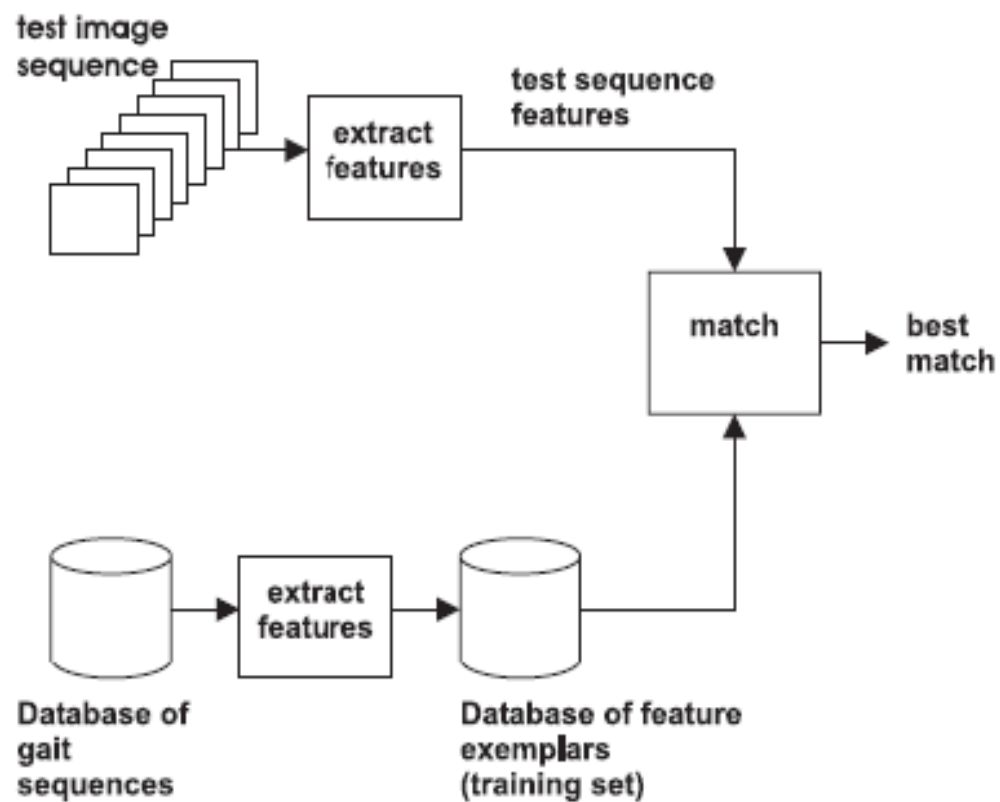 test image
sequence
extract
features
test sequence
features
match
best
match
extract
features
Database of
gait
sequences
Database of feature
exemplars
(training set)